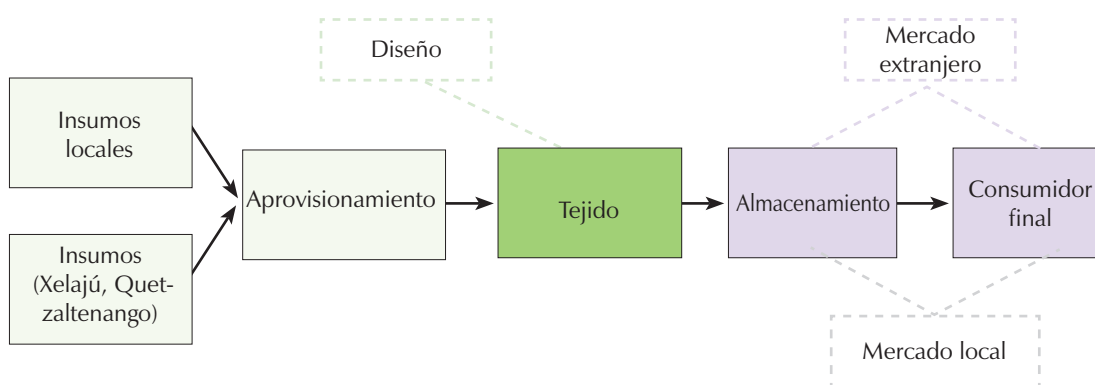 Diseño
Mercado
extranjero
Insumos
locales
Aprovisionamiento
Tejido
Almacenamiento
Consumidor
final
Insumos
(Xelajú, Quet-
zaltenango)
Mercado local